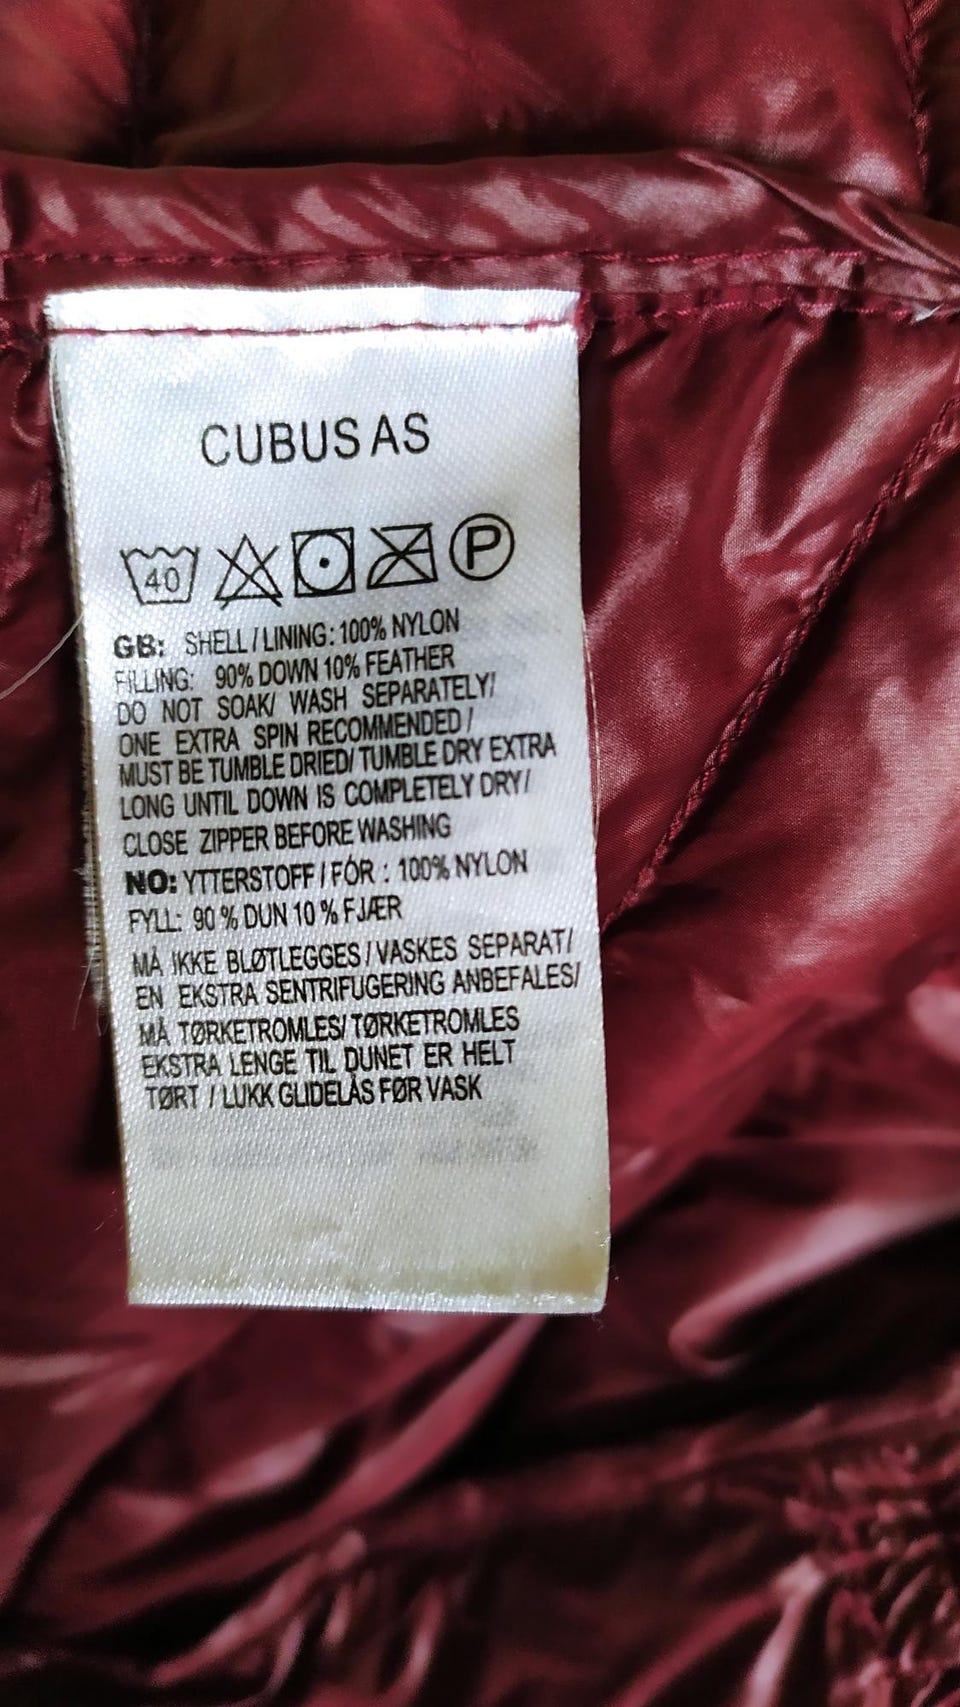 CUBUS AS
40 P
GB: SHELL / LINING: 100% NYLON
FILLING: 90% DOWN 10% FEATHER
DO NOT SOAK/ WASH SEPARATELY/
ONE EXTRA SPIN RECOMMENDED /
MUST BE TUMBLE DRIED/ TUMBLE DRY EXTRA
LONG UNTIL DOWN IS COMPLETELY DRY/
CLOSE ZIPPER BEFORE WASHING
NO: YTTERSTOFF / FÓR : 100% NYLON
FYLL: 90 % DUN 10 % FJÆR
MÅ IKKE BLØTLEGGES / VASKES SEPARAT/
EN EKSTRA SENTRIFUGERING ANBEFALES/
MÅ TØRKETROMLES/ TØRKETROMLES
EKSTRA LENGE TIL DUNET ER HELT
TØRT / LUKK GLIDELÅS FØR VASK